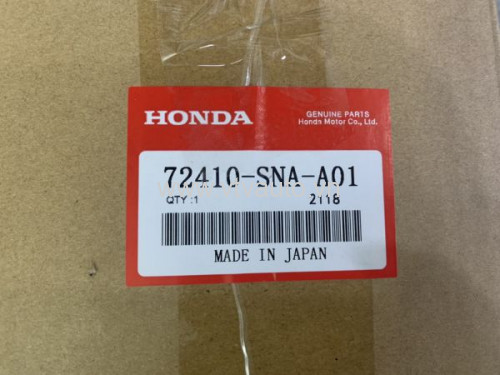 HONDA
GENUINE PARTS
Honda Motor Co., Ltd.
72410-SNA-A01
QTY :1 2118
MADE IN JAPAN